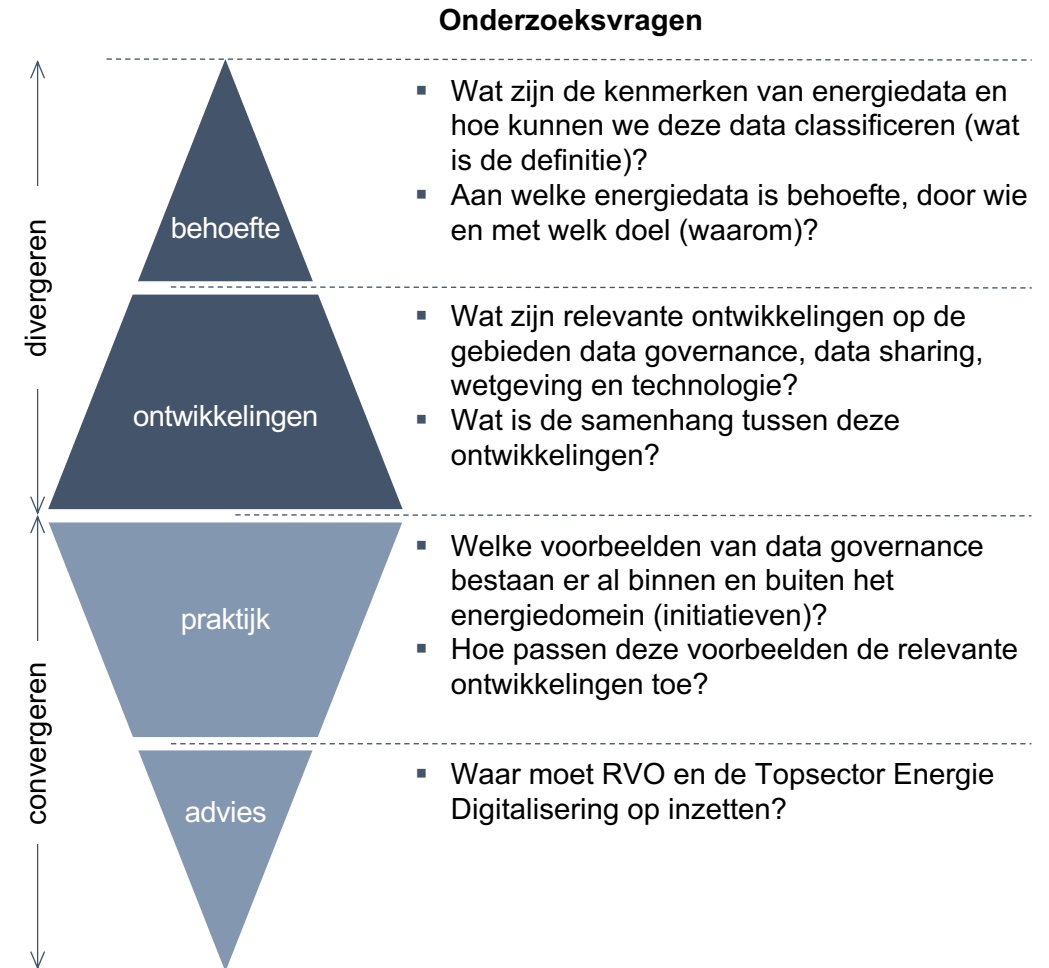 Onderzoeksvragen
divergeren
behoefte
▪ Wat zijn de kenmerken van energiedata en
hoe kunnen we deze data classificeren (wat
is de definitie)?
▪ Aan welke energiedata is behoefte, door wie
en met welk doel (waarom)?
ontwikkelingen
▪ Wat zijn relevante ontwikkelingen op de
gebieden data governance, data sharing,
wetgeving en technologie?
▪ Wat is de samenhang tussen deze
ontwikkelingen?
convergeren
praktijk
▪ Welke voorbeelden van data governance
bestaan er al binnen en buiten het
energiedomein (initiatieven)?
▪ Hoe passen deze voorbeelden de relevante
ontwikkelingen toe?
advies
▪ Waar moet RVO en de Topsector Energie
Digitalisering op inzetten?